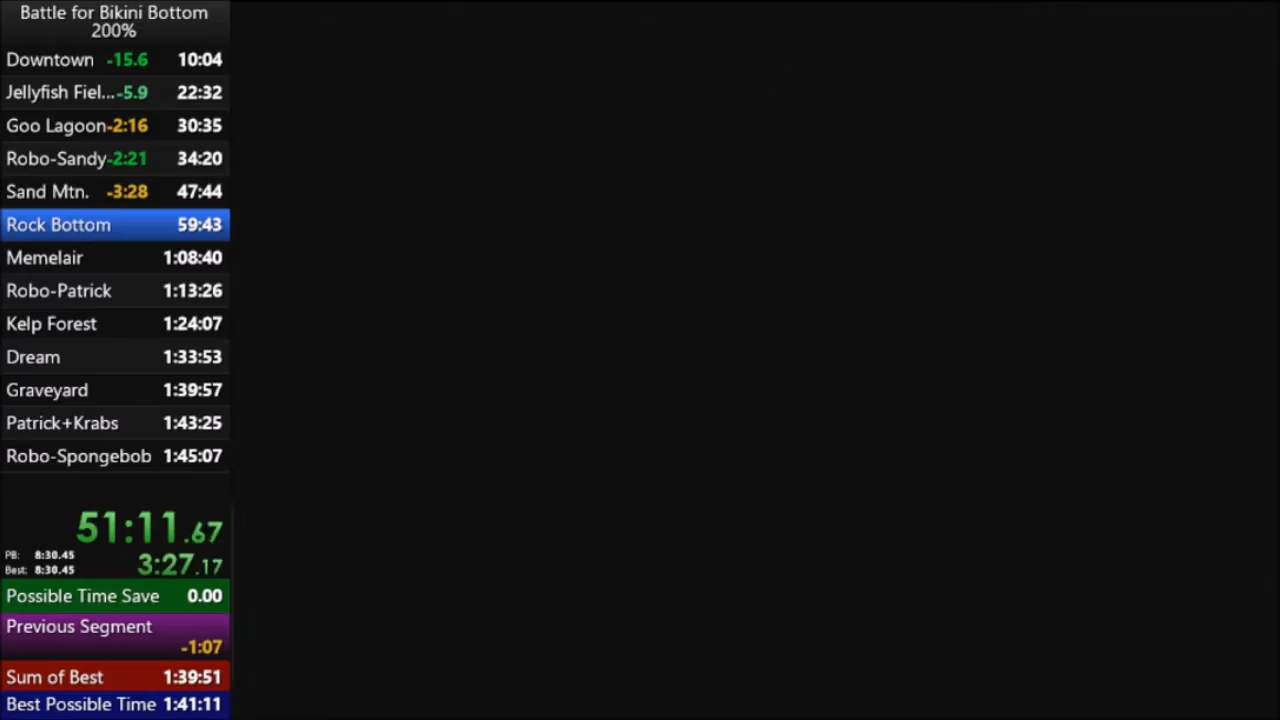 Battle for Bikini Bottom
200%
Downtown -15.6 10:04
Jellyfish Fiel... -5.9 22:32
Goo Lagoon -2:16 30:35
Robo-Sandy -2:21 34:20
Sand Mtn. -3:28 47:44
Rock Bottom 59:43
Memelair 1:08:40
Robo-Patrick 1:13:26
Kelp Forest 1:24:07
Dream 1:33:53
Graveyard 1:39:57
Patrick+Krabs 1:43:25
Robo-Spongebob 1:45:07
51:11.67
PB: 8:30.45
Best: 8:30.45
3:27.17
Possible Time Save 0.00
Previous Segment
-1:07
Sum of Best 1:39:51
Best Possible Time 1:41:11